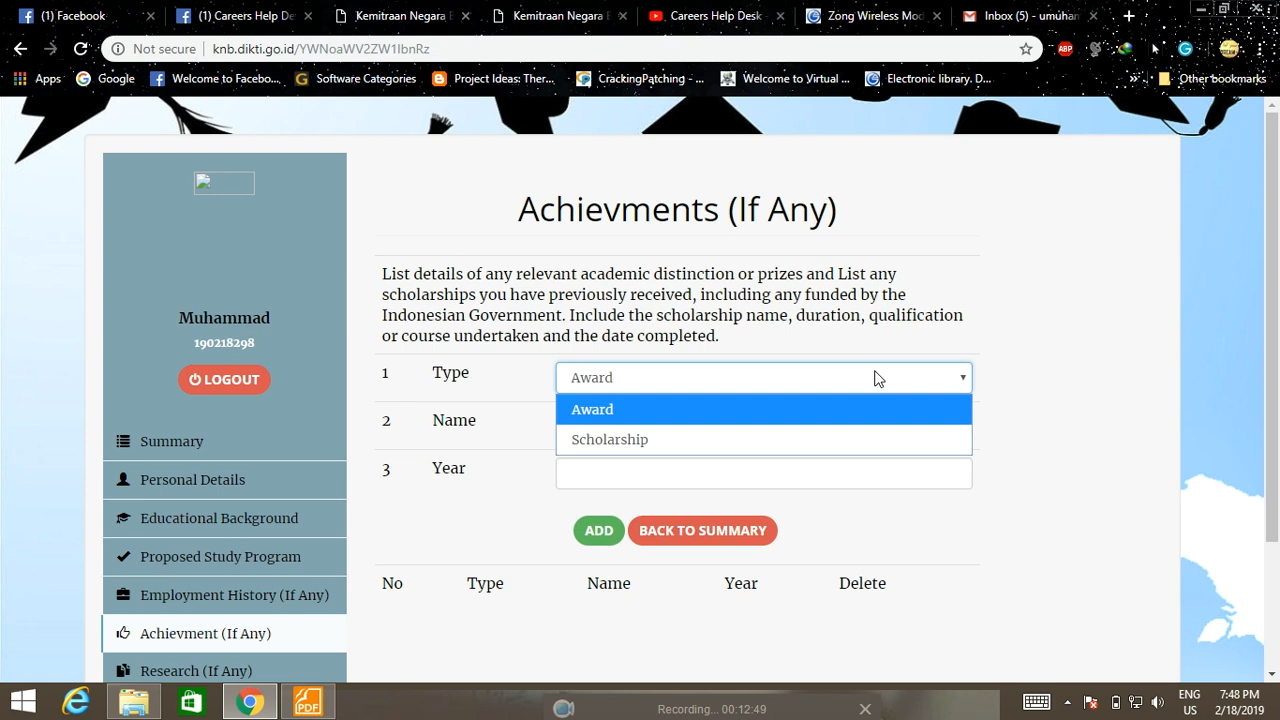 (1) Facebook
(1) Careers Help De
Kemitraan Negara B
Kemitraan Negara B
Careers Help Desk -
Zong Wireless Mod
Inbox (5) - umuhan
Not secure
knb.dikti.go.id/YWNoaWV2ZW1lbnRz
ABP
Apps
Google
Welcome to Facebo...
Software Categories
Project Ideas: Ther...
CrackingPatching - ...
Welcome to Virtual ...
Electronic library. D...
»
Other bookmarks
Achievments (If Any)
List details of any relevant academic distinction or prizes and List any
scholarships you have previously received, including any funded by the
Indonesian Government. Include the scholarship name, duration, qualification
or course undertaken and the date completed.
Muhammad
190218298
LOGOUT
Summary
Personal Details
Educational Background
Proposed Study Program
Employment History (If Any)
Achievment (If Any)
Research (If Any)
1 Type Award
Award
2 Name
Scholarship
3 Year
ADD BACK TO SUMMARY
No Type Name Year Delete
PDF
Recording... 00:12:49
ENG
US
7:48 PM
2/18/2019